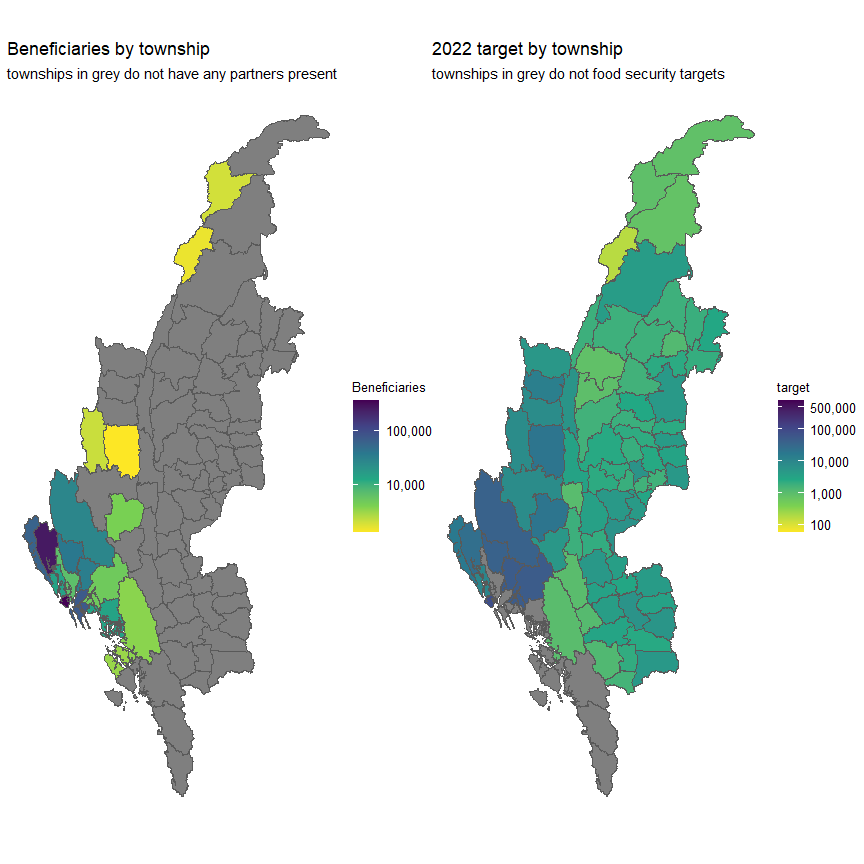 Beneficiaries by township
townships in grey do not have any partners present
2022 target by township
townships in grey do not food security targets
Beneficiaries
100,000
10,000
target
500,000
100,000
10,000
1,000
100